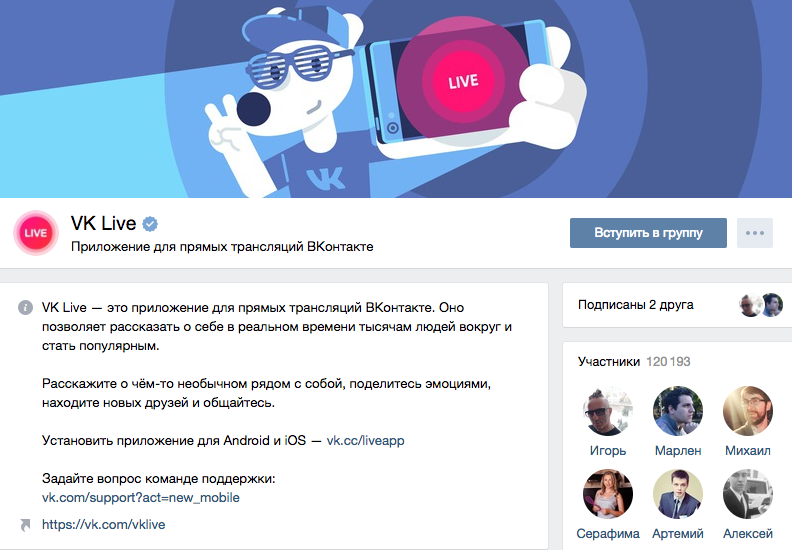 LIVE
VK
LIVE
VK Live
Приложение для прямых трансляций ВКонтакте
Вступить в группу
VK Live — это приложение для прямых трансляций ВКонтакте. Оно
позволяет рассказать о себе в реальном времени тысячам людей вокруг и
стать популярным.
Расскажите о чём-то необычном рядом с собой, поделитесь эмоциями,
находите новых друзей и общайтесь.
Установить приложение для Android и iOS — vk.cc/liveapp
Задайте вопрос команде поддержки:
vk.com/support?act=new_mobile
https://vk.com/vklive
Подписаны 2 друга
Участники 120 193
Игорь Марлен Михаил
Серафима Артемий Алексей